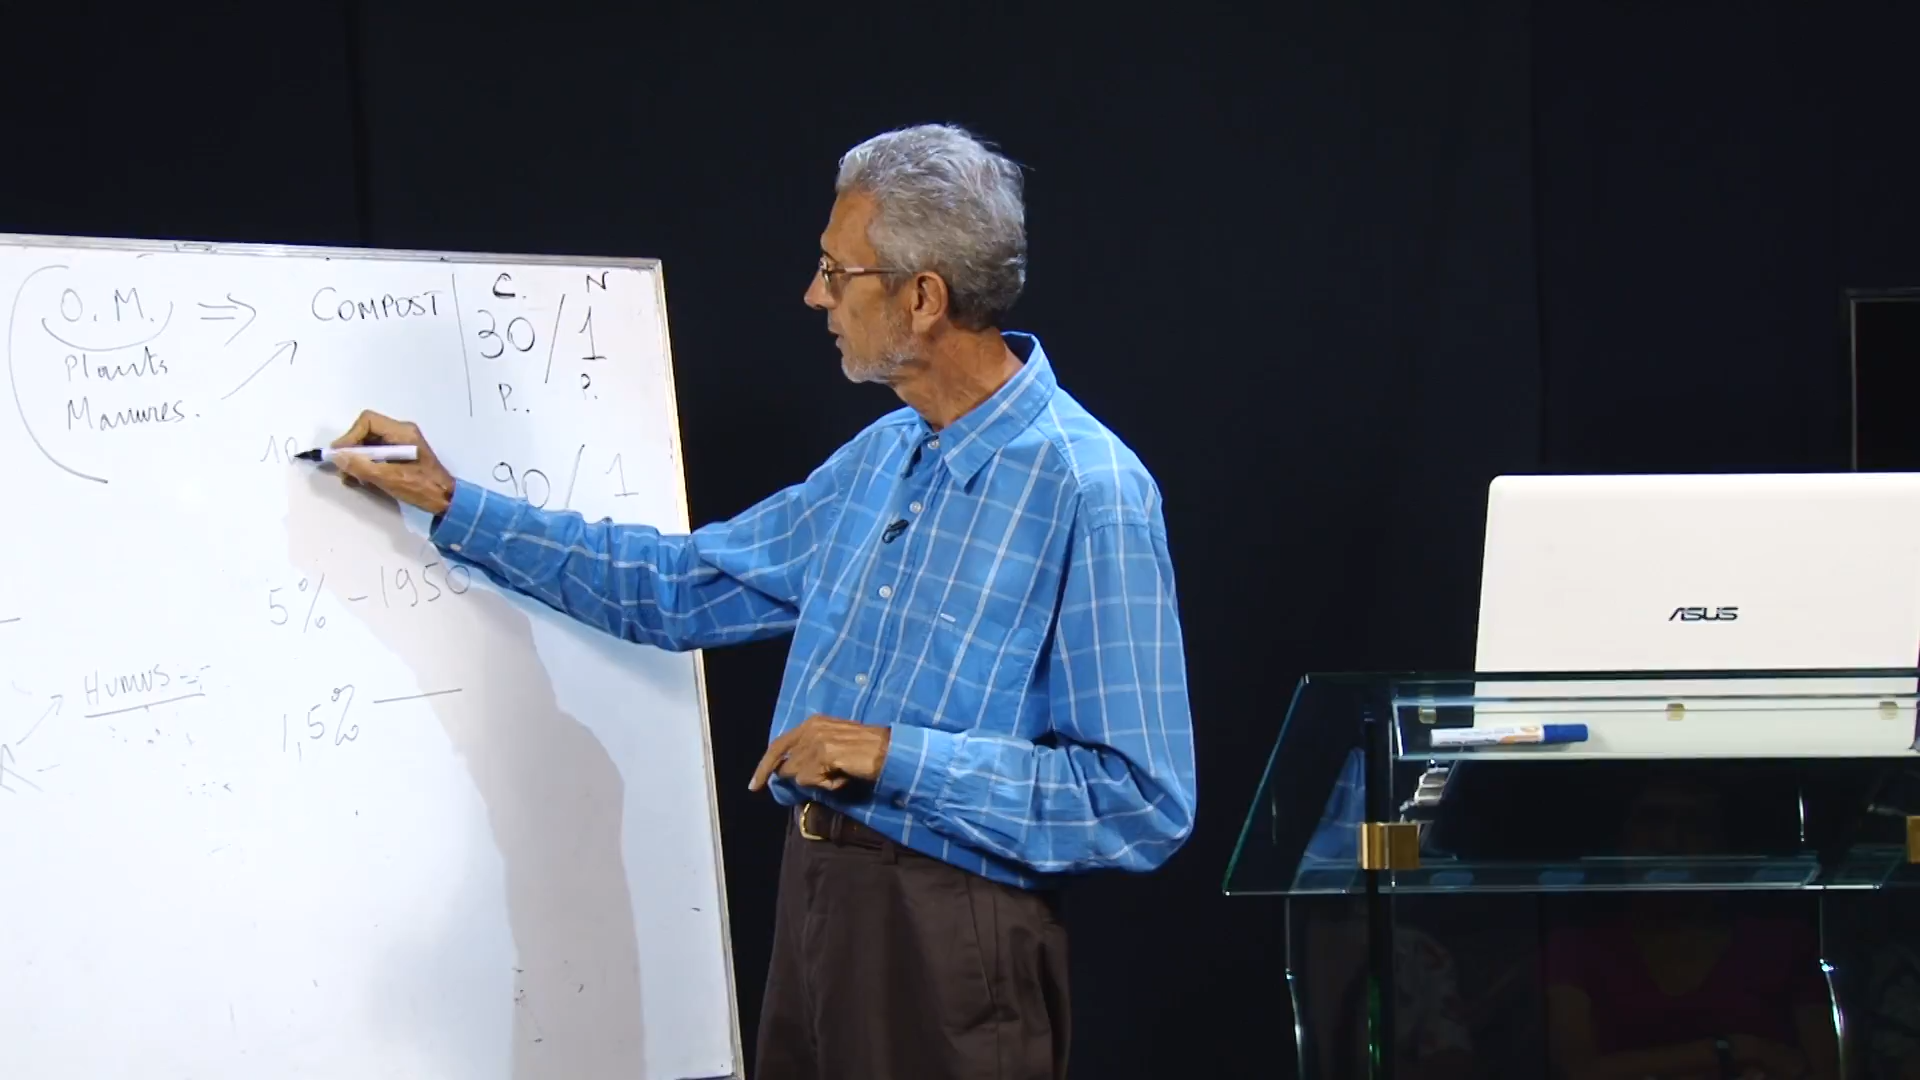 C. N
O. M. ⇒ COMPOST 30 / 1
Plants
P.. P.
Manures.
90 / 1
5% - 1950
HUMUS
1,5%
ASUS